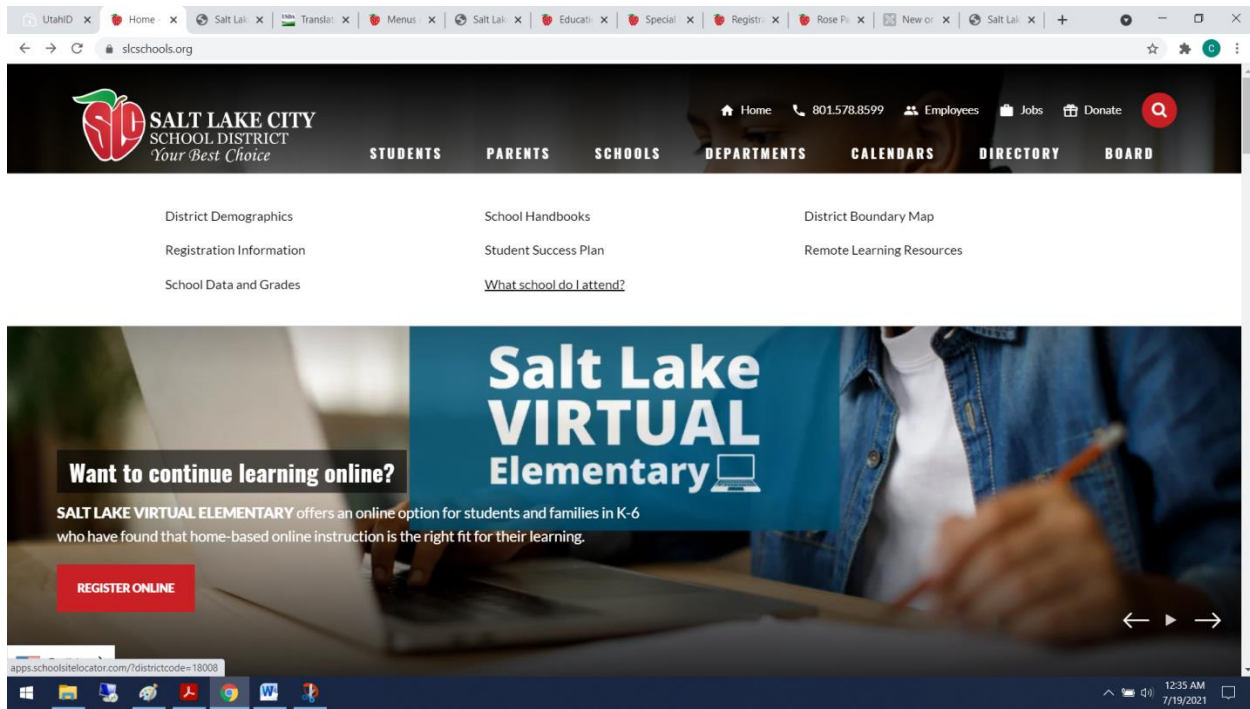 UtahID Home - Salt Lak Translat Menus Salt Lak Educati Special Registra Rose Pa New or Salt Lak
slcschools.org
C
SLC
SALT LAKE CITY
SCHOOL DISTRICT
Your Best Choice
Home 801.578.8599 Employees Jobs Donate
STUDENTS PARENTS SCHOOLS DEPARTMENTS CALENDARS DIRECTORY BOARD
District Demographics School Handbooks District Boundary Map
Registration Information Student Success Plan Remote Learning Resources
School Data and Grades What school do I attend?
Salt Lake
VIRTUAL
Elementary
Want to continue learning online?
SALT LAKE VIRTUAL ELEMENTARY offers an online option for students and families in K-6
who have found that home-based online instruction is the right fit for their learning.
REGISTER ONLINE
apps.schoolsitelocator.com/?districtcode=18008
12:35 AM
7/19/2021